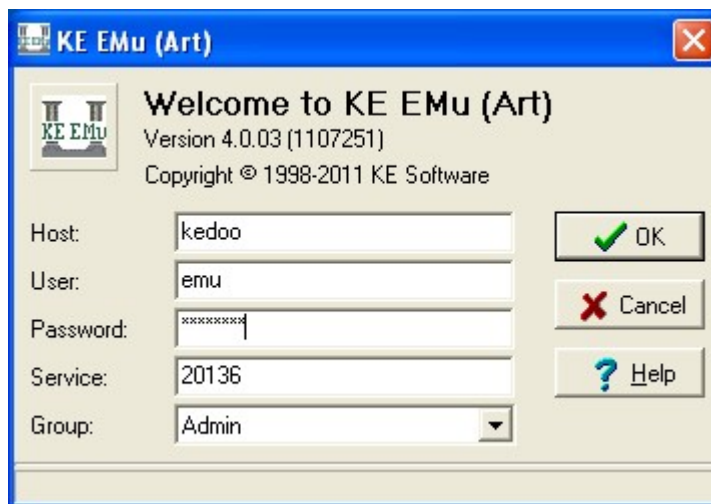 KE EMu (Art)
KE EMu
Welcome to KE EMu (Art)
Version 4.0.03 (1107251)
Copyright © 1998-2011 KE Software
Host: kedoo
OK
User: emu
Cancel
Password: ********
Service: 20136
Help
Group: Admin